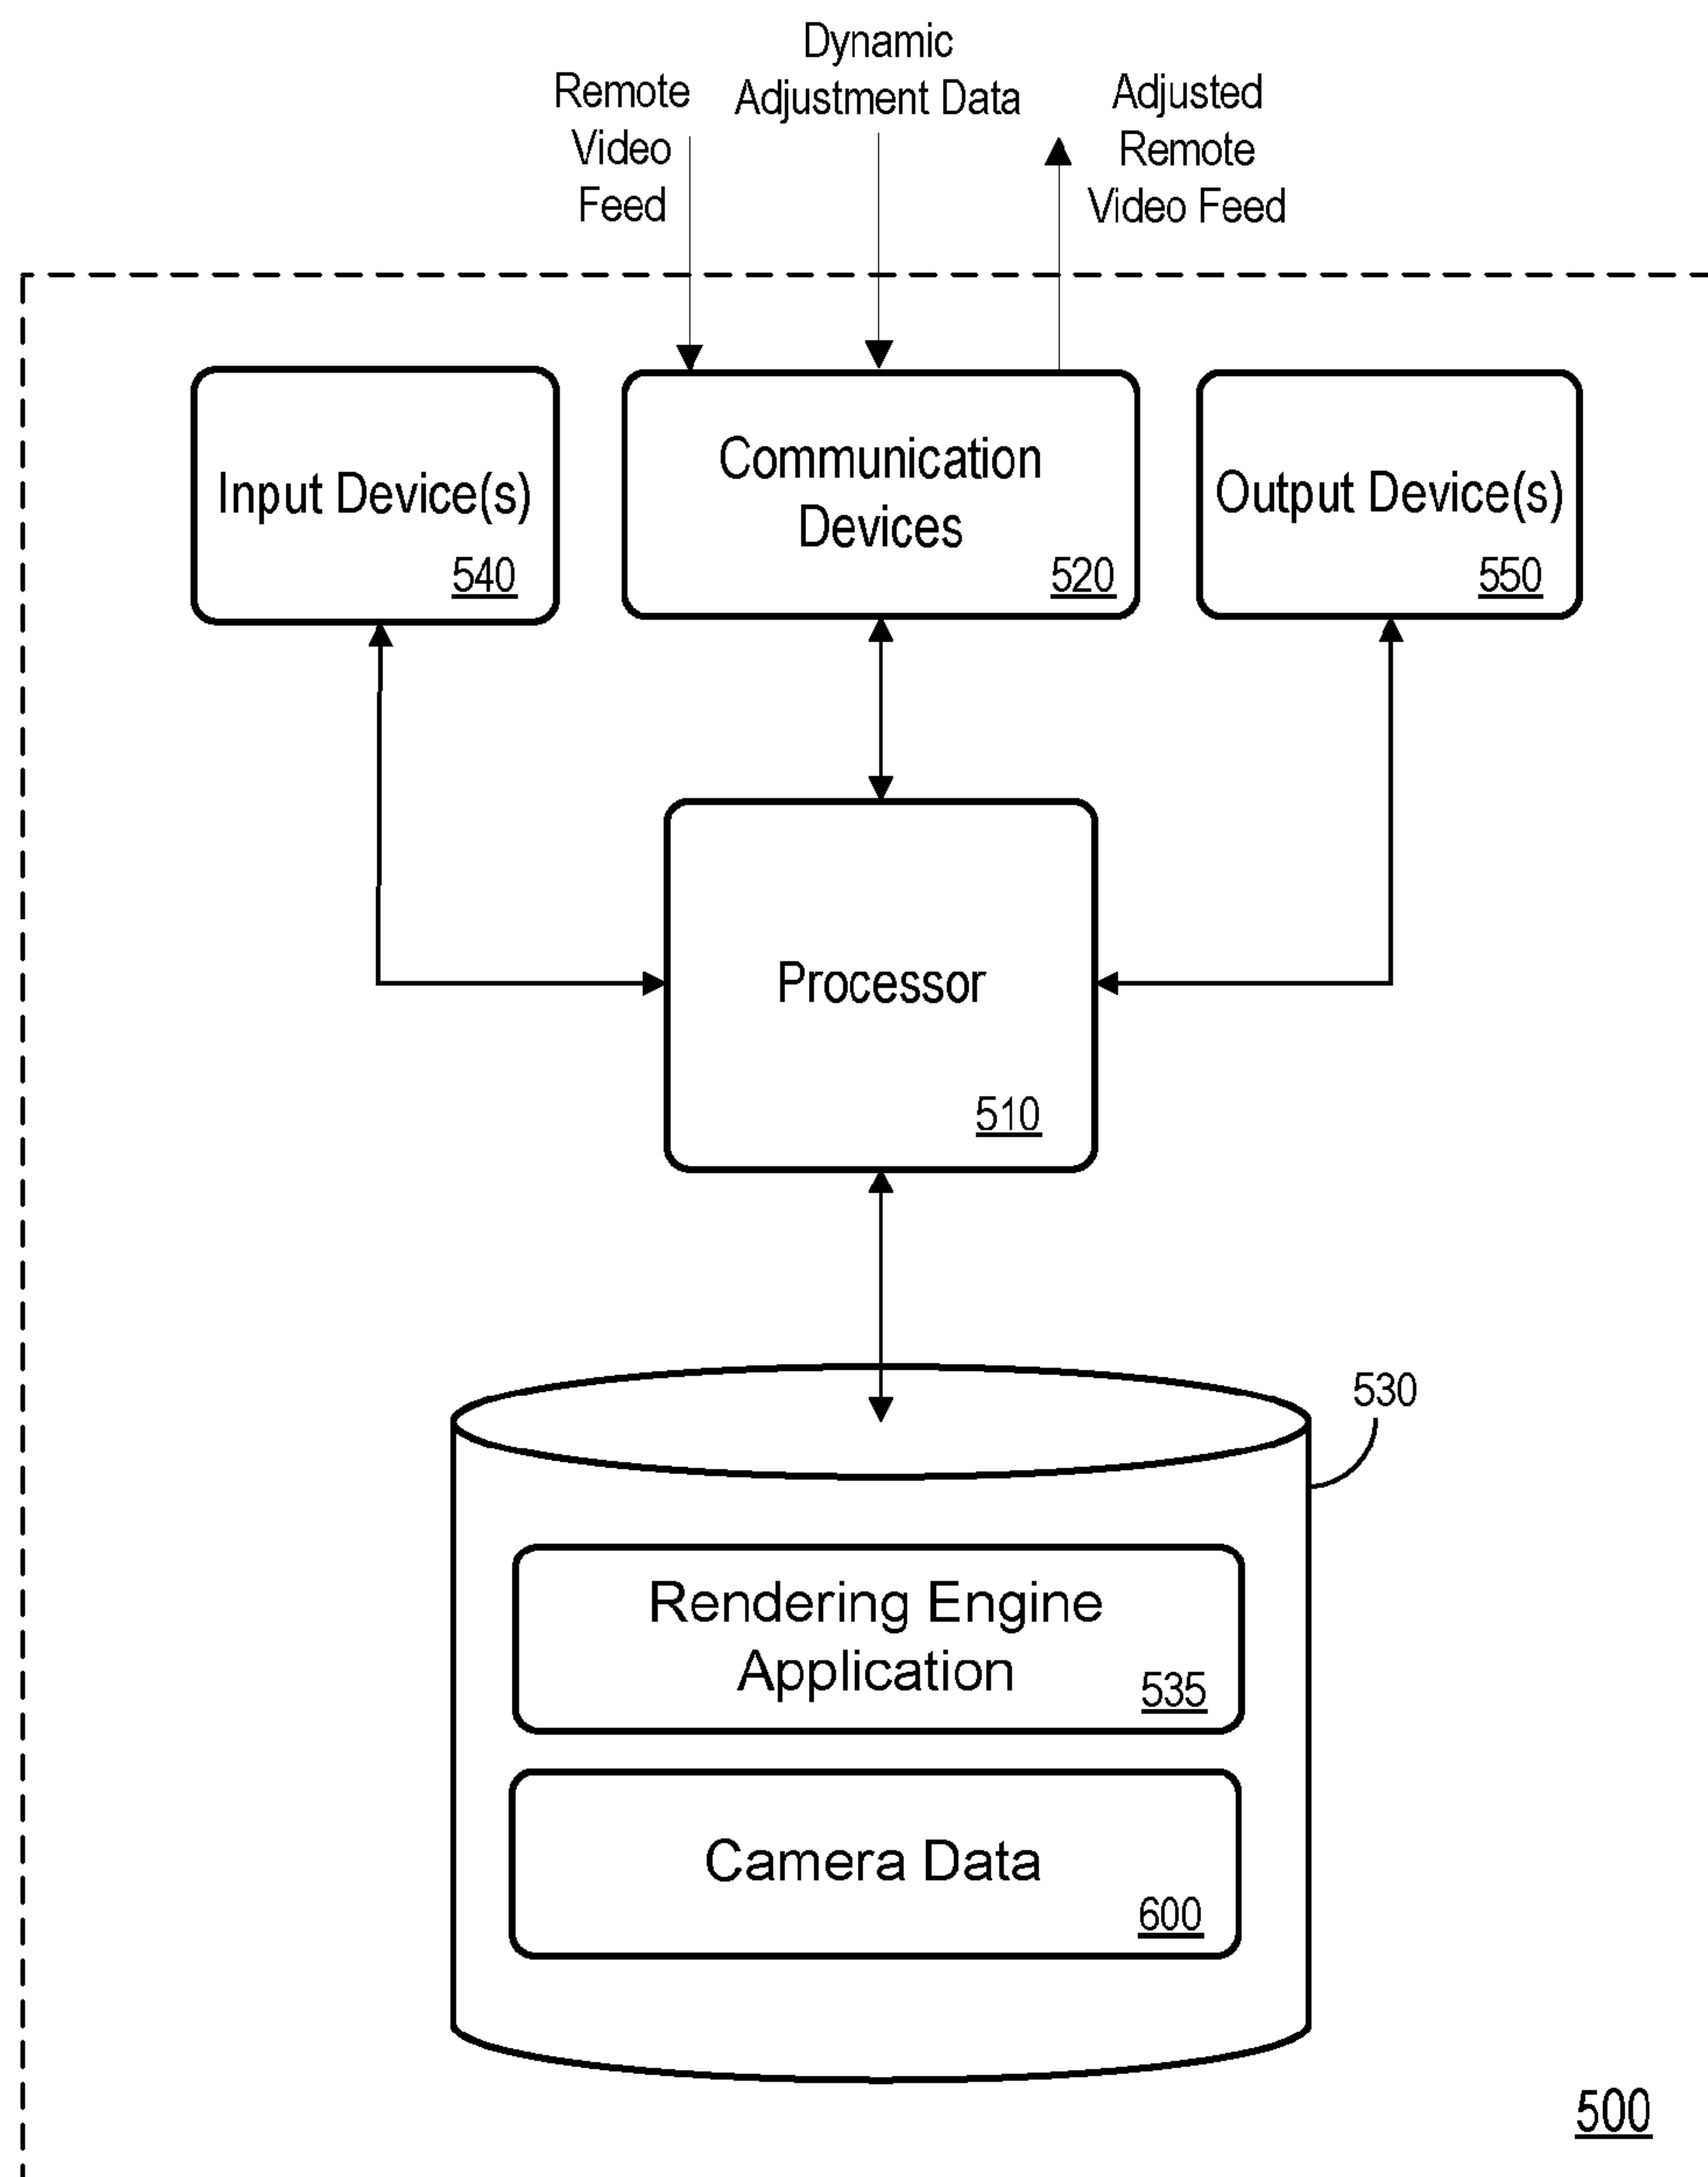 Remote
Video
Feed
Dynamic
Adjustment Data
Adjusted
Remote
Video Feed
Input Device(s)
540
Communication
Devices
520
Output Device(s)
550
Processor
510
530
Rendering Engine
Application
535
Camera Data
600
500